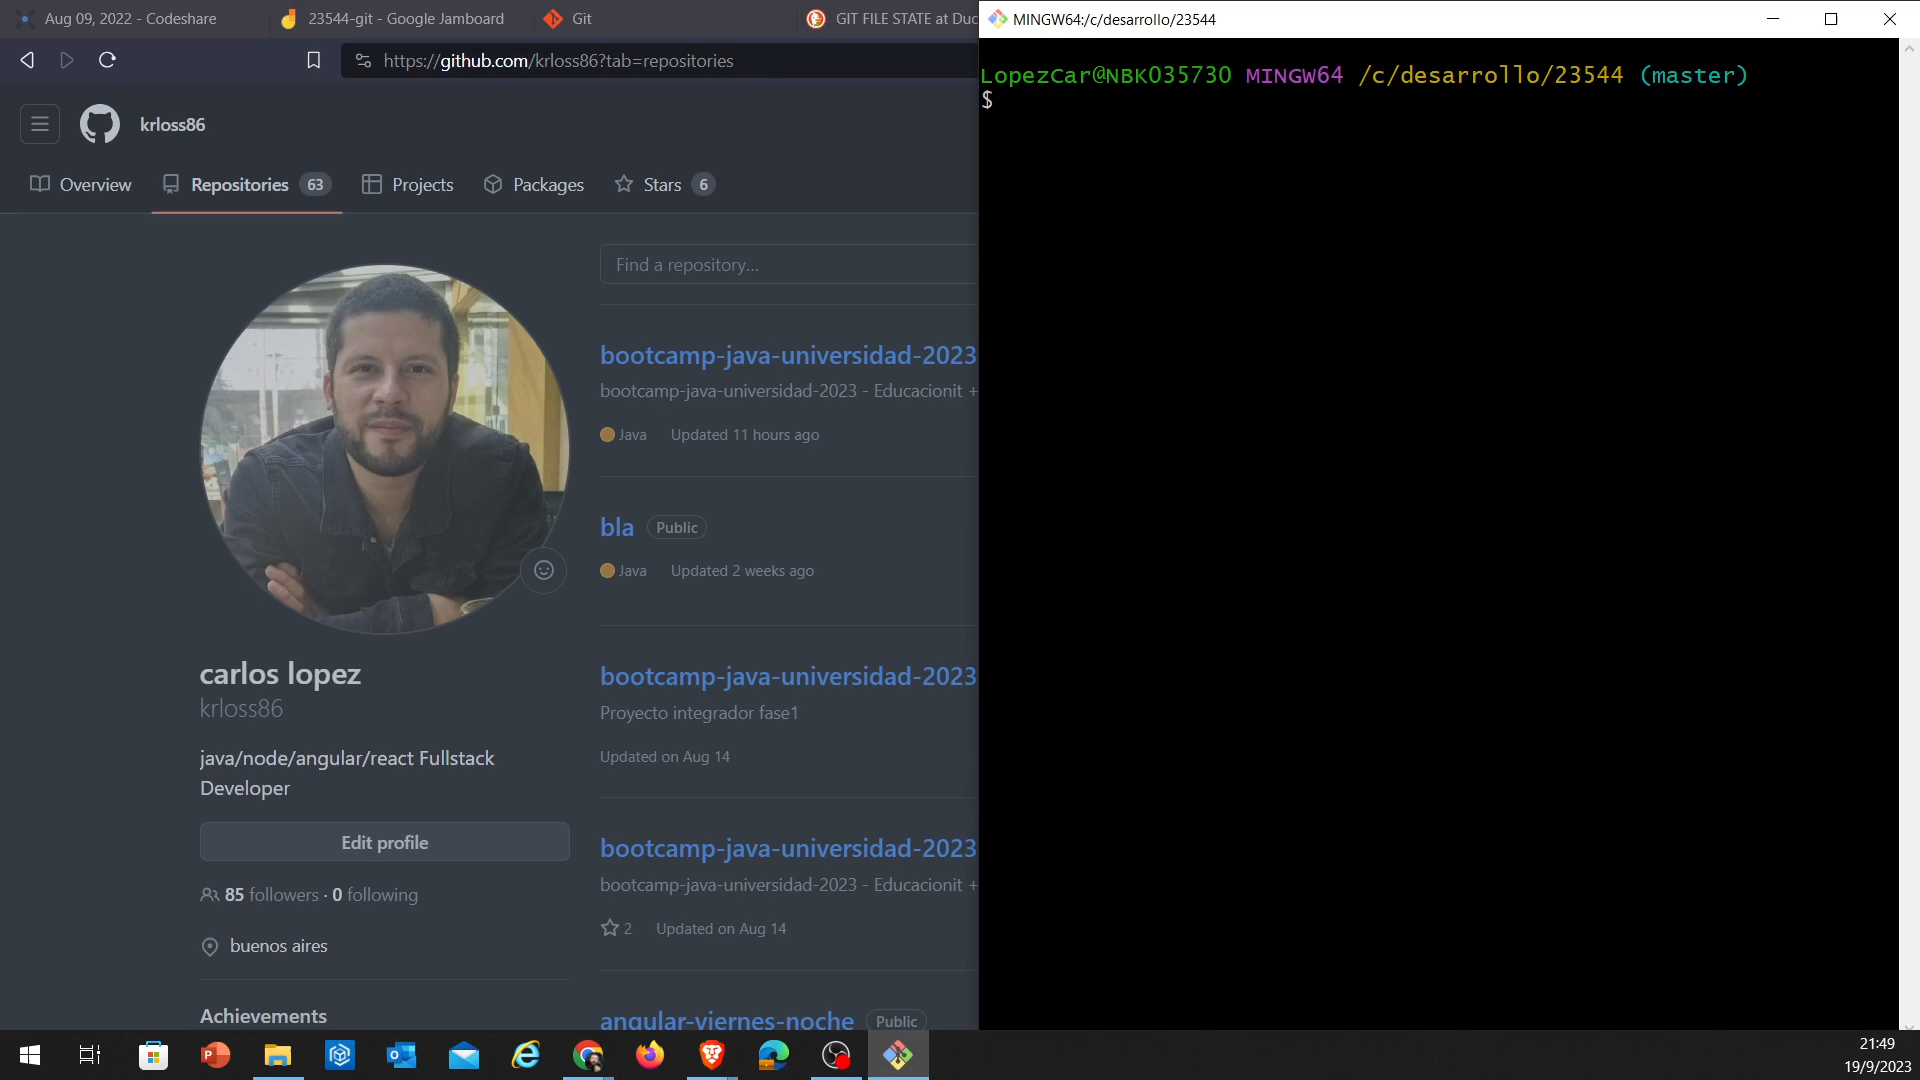 Aug 09, 2022 - Codeshare
23544-git - Google Jamboard
Git
GIT FILE STATE at Duc
https://github.com/krloss86?tab=repositories
krloss86
Overview
Repositories 63
Projects
Packages
Stars 6
Find a repository...
bootcamp-java-universidad-2023
bootcamp-java-universidad-2023 - Educacionit +
Java Updated 11 hours ago
bla Public
Java Updated 2 weeks ago
bootcamp-java-universidad-2023
Proyecto integrador fase1
Updated on Aug 14
bootcamp-java-universidad-2023
bootcamp-java-universidad-2023 - Educacionit +
2 Updated on Aug 14
angular-viernes-noche Public
carlos lopez
krloss86
java/node/angular/react Fullstack
Developer
Edit profile
85 followers · 0 following
buenos aires
Achievements
MINGW64:/c/desarrollo/23544
LopezCar@NBK035730 MINGW64 /c/desarrollo/23544 (master)
$
21:49
19/9/2023